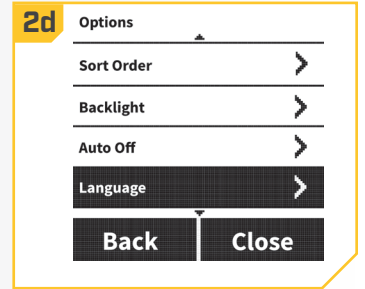 2d
Options
Sort Order
Backlight
Auto Off
Language
Back Close